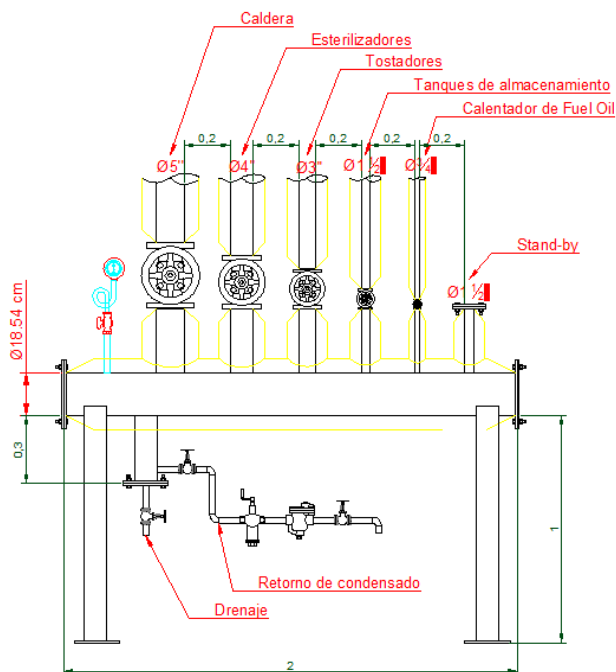 Caldera
Esterilizadores
Tostadores
Tanques de almacenamiento
Calentador de Fuel Oil
0,2
0,2
0,2
0,2
0,2
Ø5"
Ø4"
Ø3"
Ø1 ½
Ø¾
Stand-by
Ø1 ½
Ø18.54 cm
0,3
1
Retorno de condensado
Drenaje
2